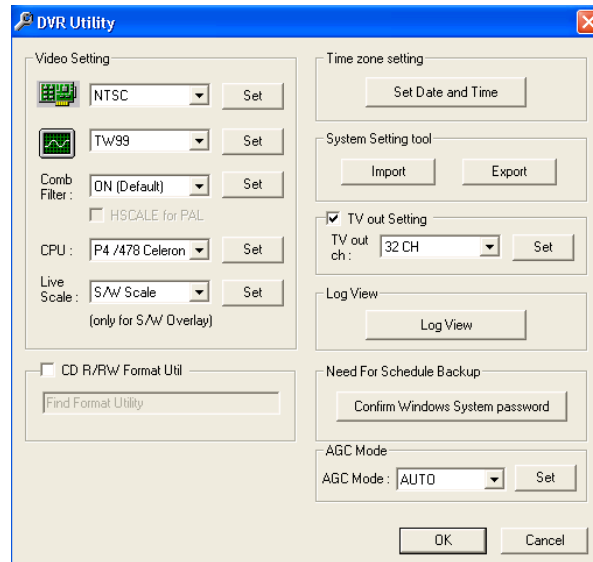 DVR Utility
Video Setting
NTSC
Set
TW99
Set
Comb Filter :
ON (Default)
Set
HSCALE for PAL
CPU :
P4 /478 Celeron
Set
Live Scale :
S/W Scale
Set
(only for S/W Overlay)
CD R/RW Format Util
Find Format Utility
Time zone setting
Set Date and Time
System Setting tool
Import
Export
TV out Setting
TV out ch :
32 CH
Set
Log View
Log View
Need For Schedule Backup
Confirm Windows System password
AGC Mode
AGC Mode :
AUTO
Set
OK
Cancel